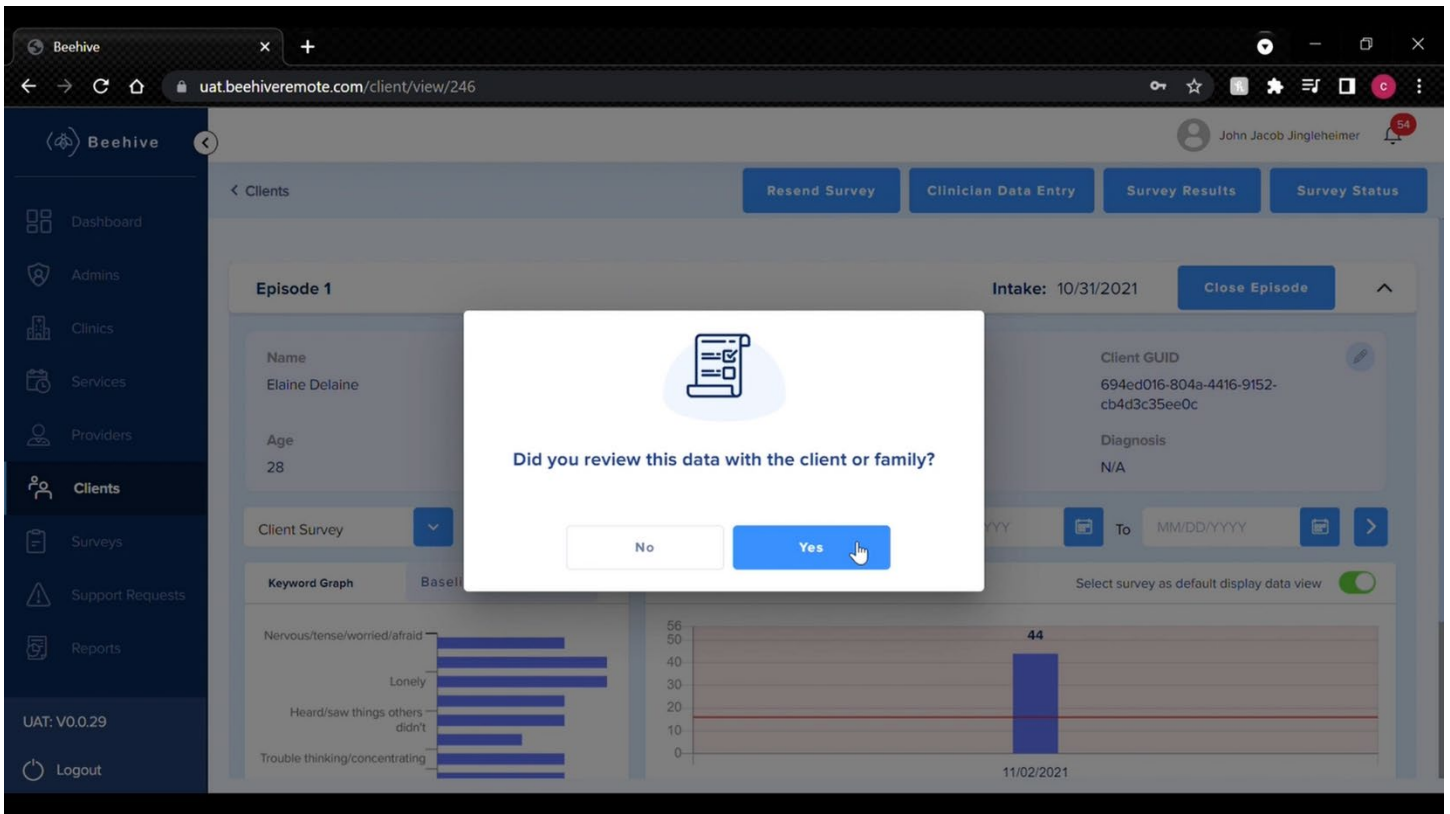 Beehive
uat.beehiveremote.com/client/view/246
C
Beehive
John Jacob Jingleheimer
54
Clients
Resend Survey
Clinician Data Entry
Survey Results
Survey Status
Dashboard
Admins
Clinics
Services
Providers
Clients
Surveys
Support Requests
Reports
UAT: V0.0.29
Logout
Episode 1
Intake: 10/31/2021
Close Episode
Name
Elaine Delaine
Client GUID
694ed016-804a-4416-9152-
cb4d3c35ee0c
Age
28
Diagnosis
N/A
Did you review this data with the client or family?
No
Yes
Client Survey
To
MM/DD/YYYY
Keyword Graph
Select survey as default display data view
Nervous/tense/worried/afraid
Lonely
Heard/saw things others
didn't
Trouble thinking/concentrating
56
50
40
30
20
10
0
44
11/02/2021